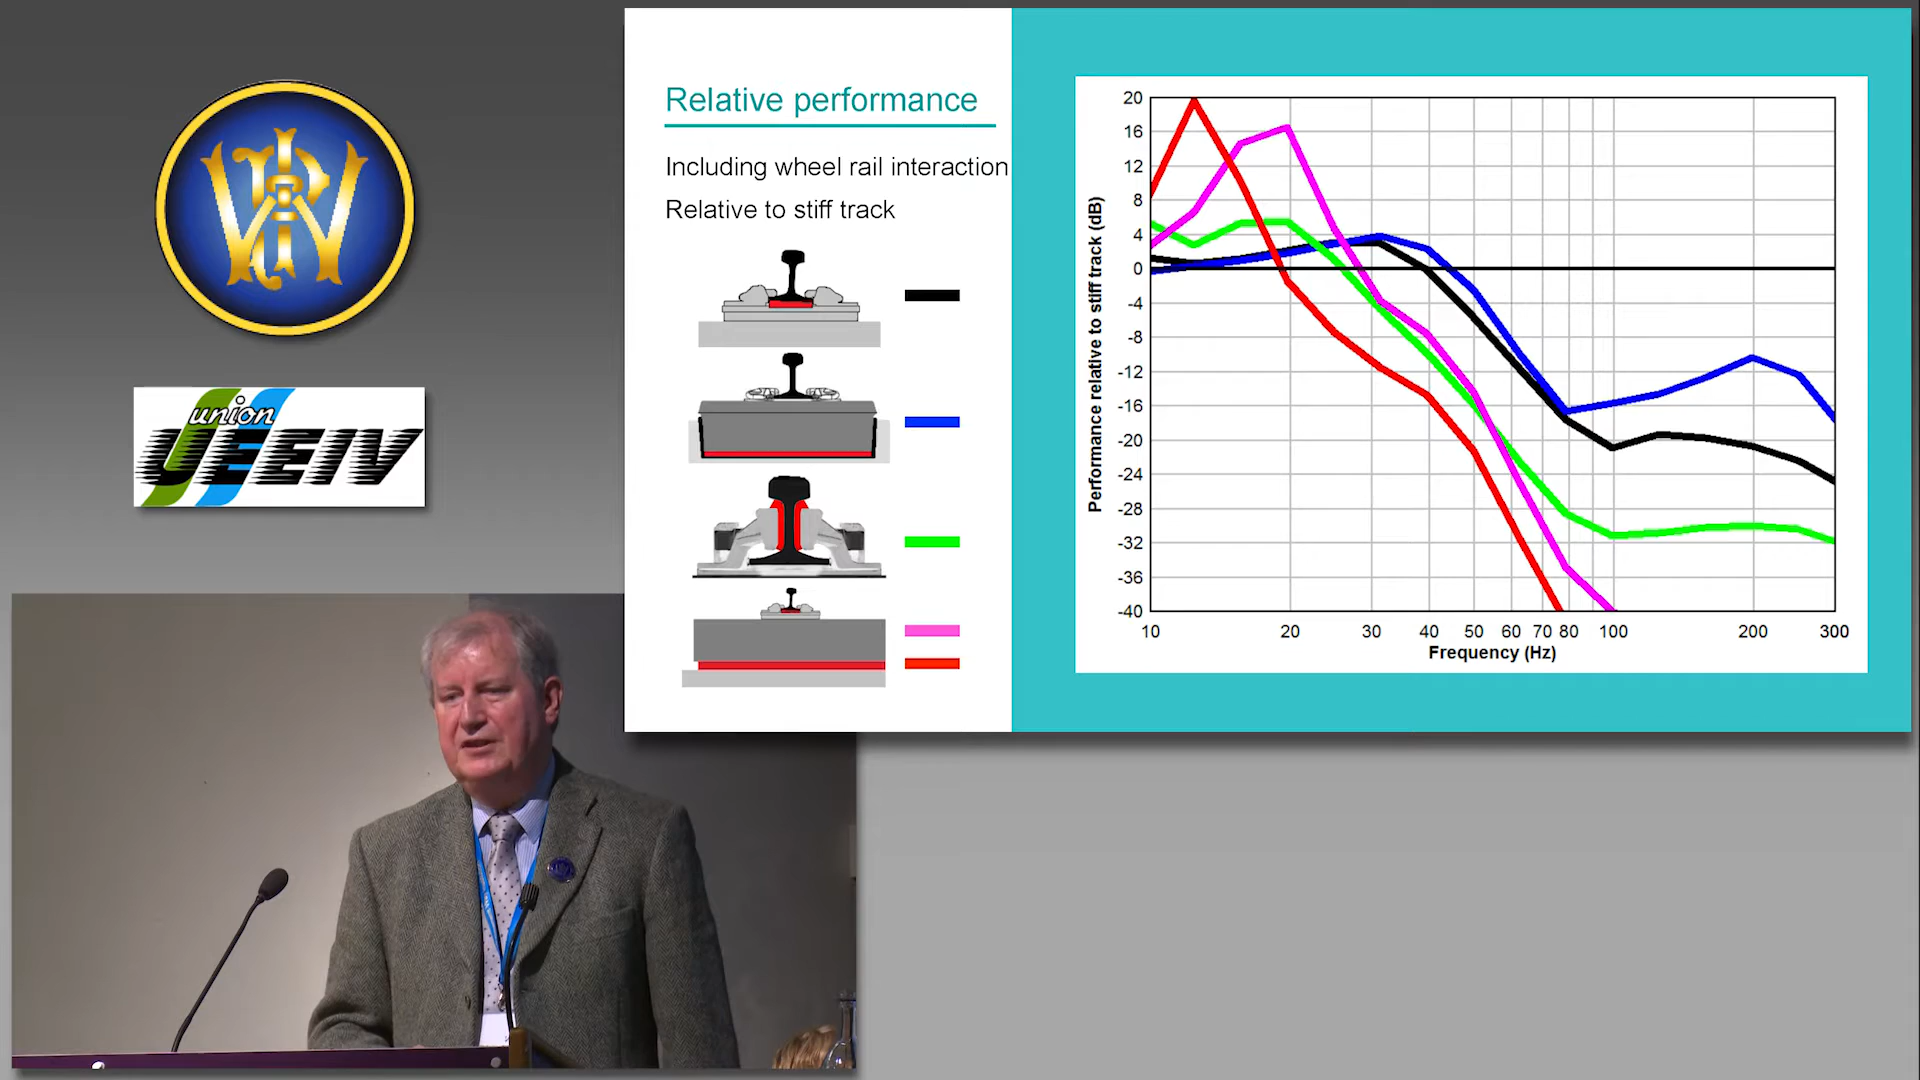 Relative performance
Including wheel rail interaction
Relative to stiff track
union
UEEIV
Performance relative to stiff track (dB)
20
16
12
8
4
0
-4
-8
-12
-16
-20
-24
-28
-32
-36
-40
10 20 30 40 50 60 70 80 100 200 300
Frequency (Hz)